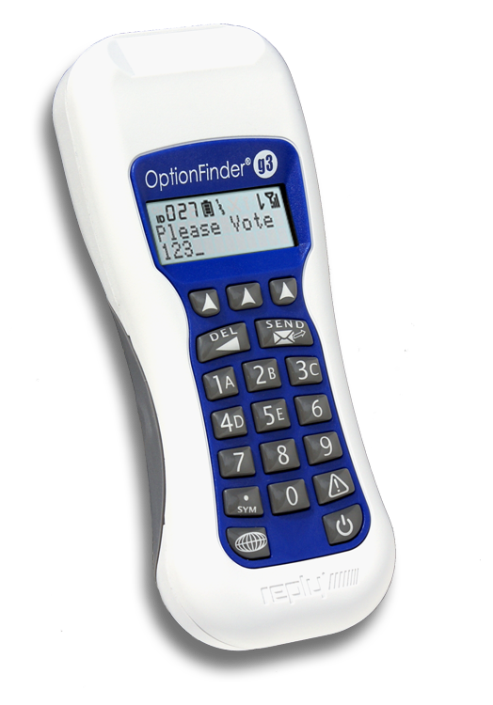 OptionFinder® g3
ID 027
Please Vote
123_
DEL SEND
1A 2B 3C
4D 5E 6
7 8 9
. SYM 0
reply